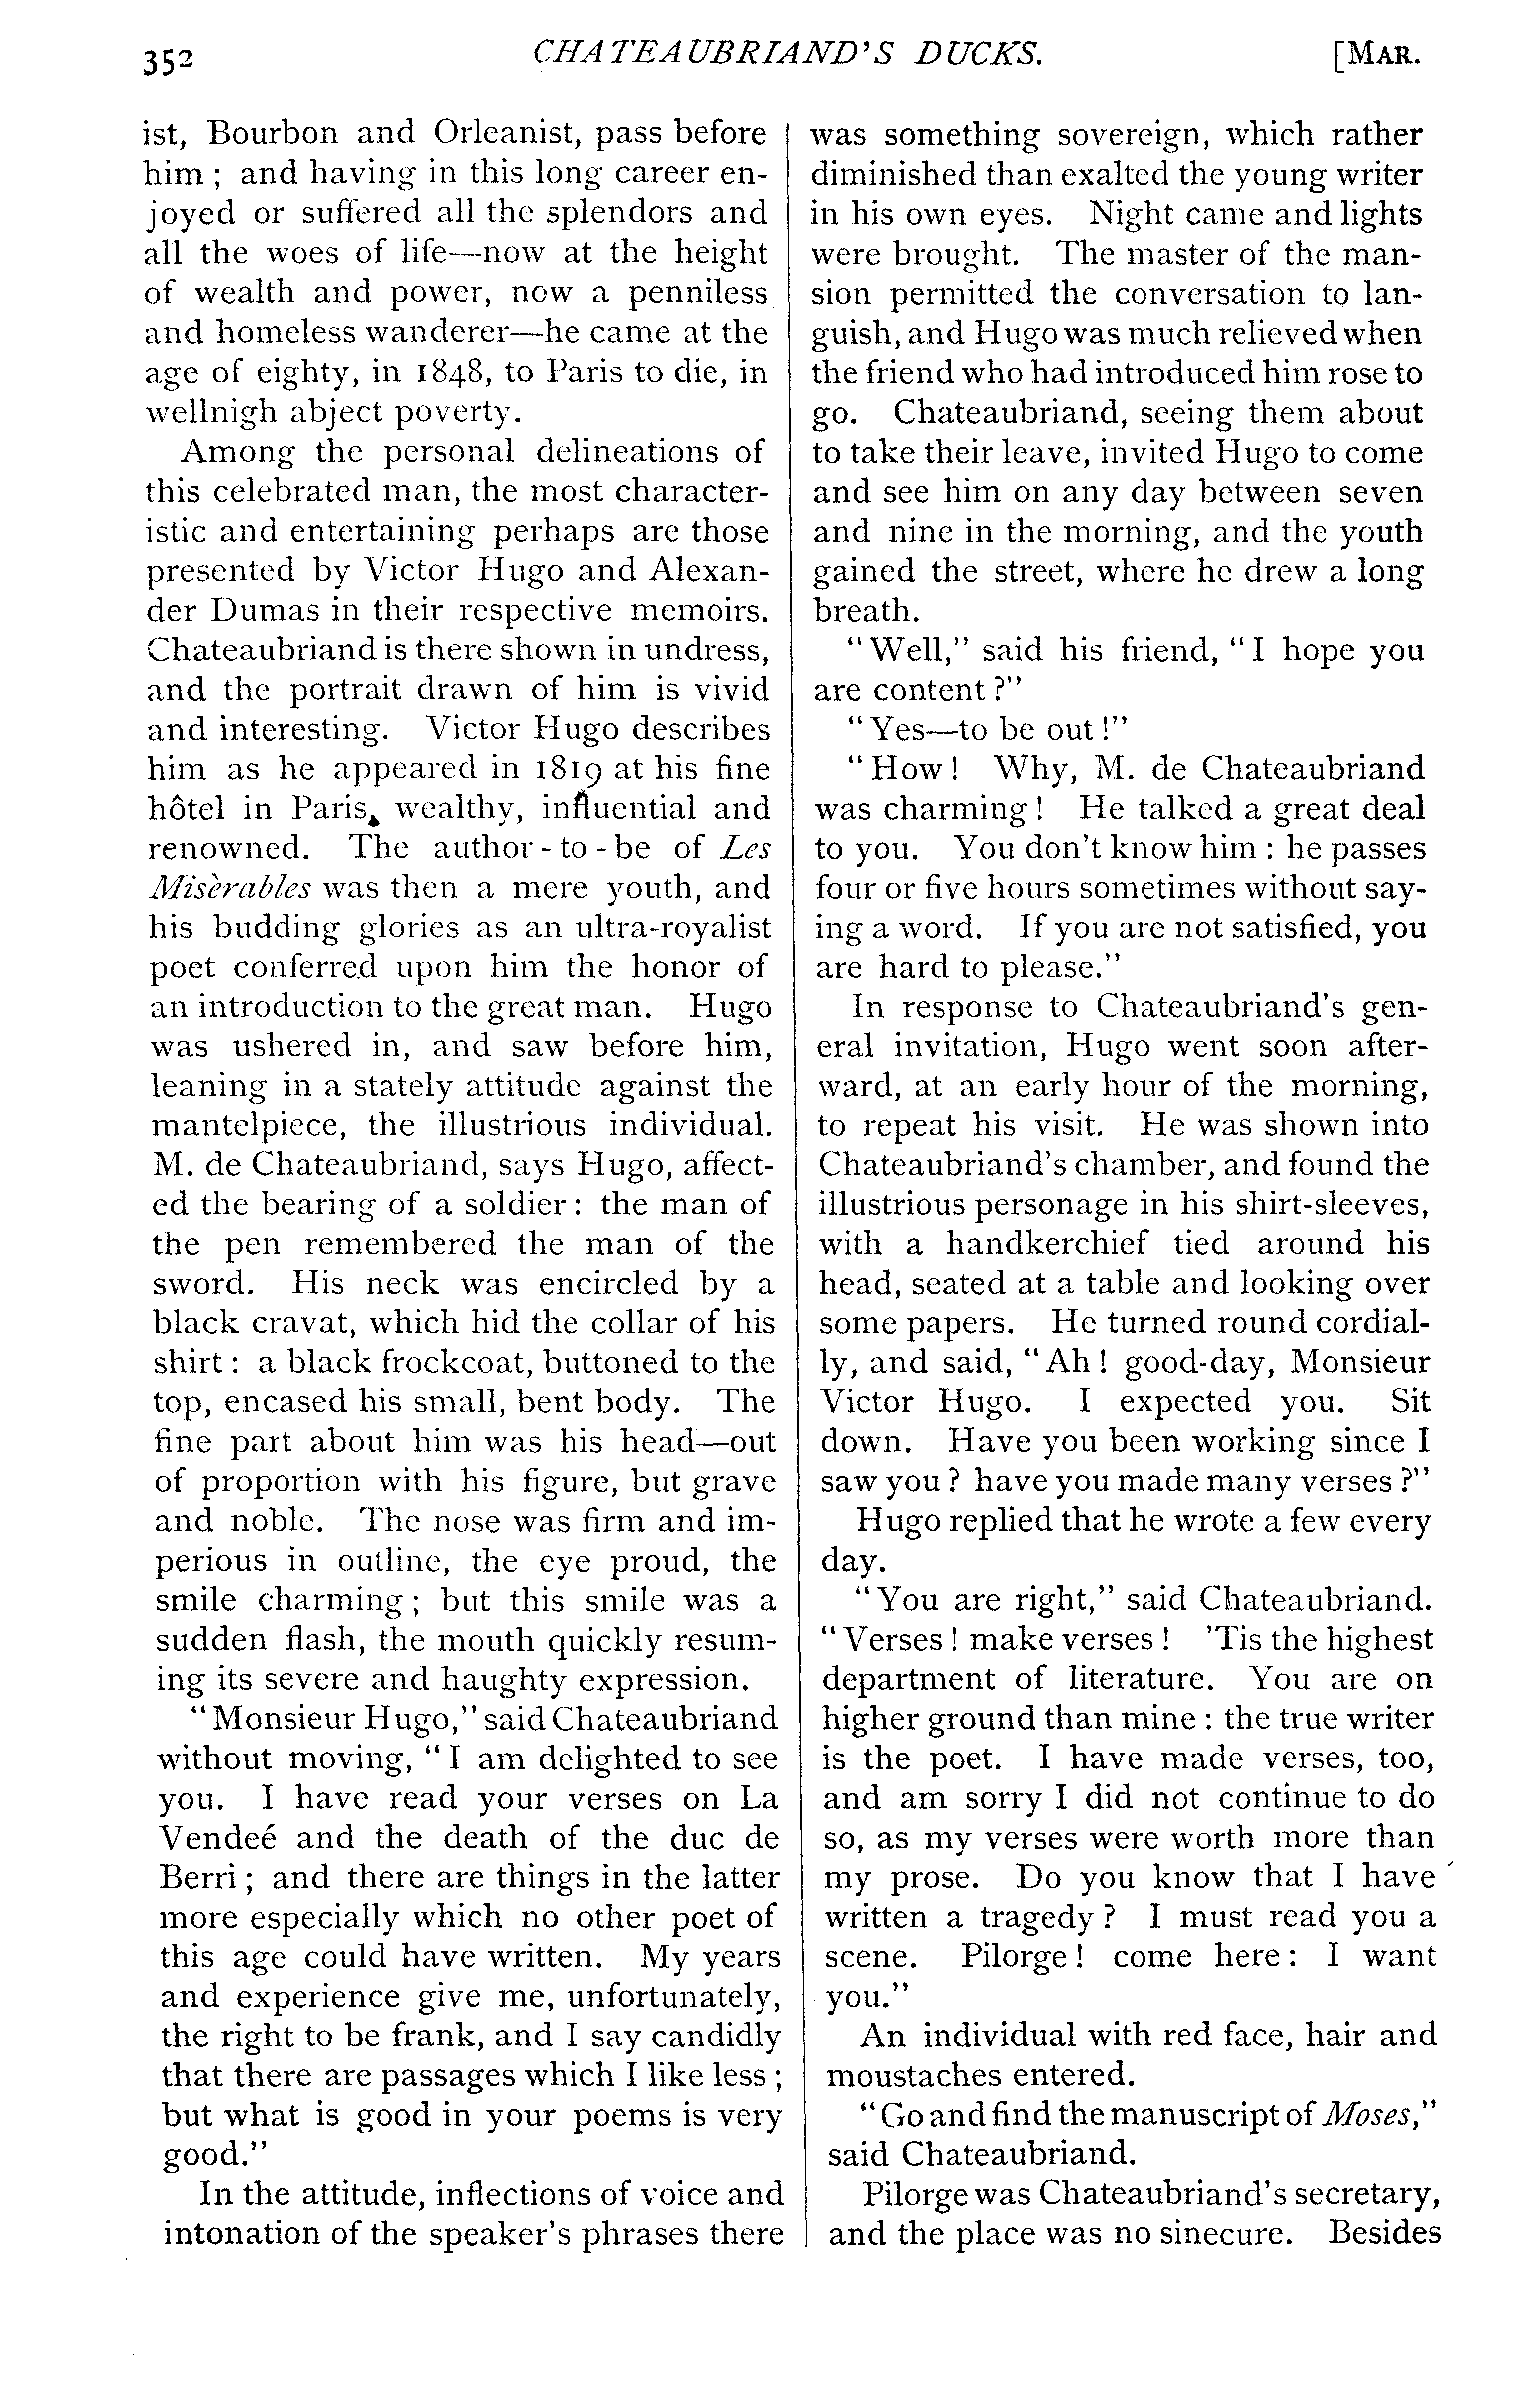 352
CHATEAUBRIAND'S DUCKS.
[MAR.
ist, Bourbon and Orleanist, pass before
him ; and having in this long career en-
joyed or suffered all the splendors and
all the woes of life—now at the height
of wealth and power, now a penniless
and homeless wanderer—he came at the
age of eighty, in 1848, to Paris to die, in
wellnigh abject poverty.
Among the personal delineations of
this celebrated man, the most character-
istic and entertaining perhaps are those
presented by Victor Hugo and Alexan-
der Dumas in their respective memoirs.
Chateaubriand is there shown in undress,
and the portrait drawn of him is vivid
and interesting. Victor Hugo describes
him as he appeared in 1819 at his fine
hôtel in Paris, wealthy, influential and
renowned. The author-to-be of Les
Misèrables was then a mere youth, and
his budding glories as an ultra-royalist
poet conferred upon him the honor of
an introduction to the great man. Hugo
was ushered in, and saw before him,
leaning in a stately attitude against the
mantelpiece, the illustrious individual.
M. de Chateaubriand, says Hugo, affect-
ed the bearing of a soldier : the man of
the pen remembered the man of the
sword. His neck was encircled by a
black cravat, which hid the collar of his
shirt : a black frockcoat, buttoned to the
top, encased his small, bent body. The
fine part about him was his head—out
of proportion with his figure, but grave
and noble. The nose was firm and im-
perious in outline, the eye proud, the
smile charming ; but this smile was a
sudden flash, the mouth quickly resum-
ing its severe and haughty expression.
"Monsieur Hugo," said Chateaubriand
without moving, "I am delighted to see
you. I have read your verses on La
Vendeé and the death of the duc de
Berri ; and there are things in the latter
more especially which no other poet of
this age could have written. My years
and experience give me, unfortunately,
the right to be frank, and I say candidly
that there are passages which I like less ;
but what is good in your poems is very
good."
In the attitude, inflections of voice and
intonation of the speaker's phrases there
was something sovereign, which rather
diminished than exalted the young writer
in his own eyes. Night came and lights
were brought. The master of the man-
sion permitted the conversation to lan-
guish, and Hugo was much relieved when
the friend who had introduced him rose to
go. Chateaubriand, seeing them about
to take their leave, invited Hugo to come
and see him on any day between seven
and nine in the morning, and the youth
gained the street, where he drew a long
breath.
"Well," said his friend, "I hope you
are content ?"
"Yes—to be out !"
"How ! Why, M. de Chateaubriand
was charming ! He talked a great deal
to you. You don't know him : he passes
four or five hours sometimes without say-
ing a word. If you are not satisfied, you
are hard to please."
In response to Chateaubriand's gen-
eral invitation, Hugo went soon after-
ward, at an early hour of the morning,
to repeat his visit. He was shown into
Chateaubriand's chamber, and found the
illustrious personage in his shirt-sleeves,
with a handkerchief tied around his
head, seated at a table and looking over
some papers. He turned round cordial-
ly, and said, "Ah ! good-day, Monsieur
Victor Hugo. I expected you. Sit
down. Have you been working since I
saw you ? have you made many verses ?"
Hugo replied that he wrote a few every
day.
"You are right," said Chateaubriand.
"Verses ! make verses ! 'Tis the highest
department of literature. You are on
higher ground than mine : the true writer
is the poet. I have made verses, too,
and am sorry I did not continue to do
so, as my verses were worth more than
my prose. Do you know that I have
written a tragedy ? I must read you a
scene. Pilorge ! come here : I want
you."
An individual with red face, hair and
moustaches entered.
"Go and find the manuscript of Moses,"
said Chateaubriand.
Pilorge was Chateaubriand's secretary,
and the place was no sinecure. Besides